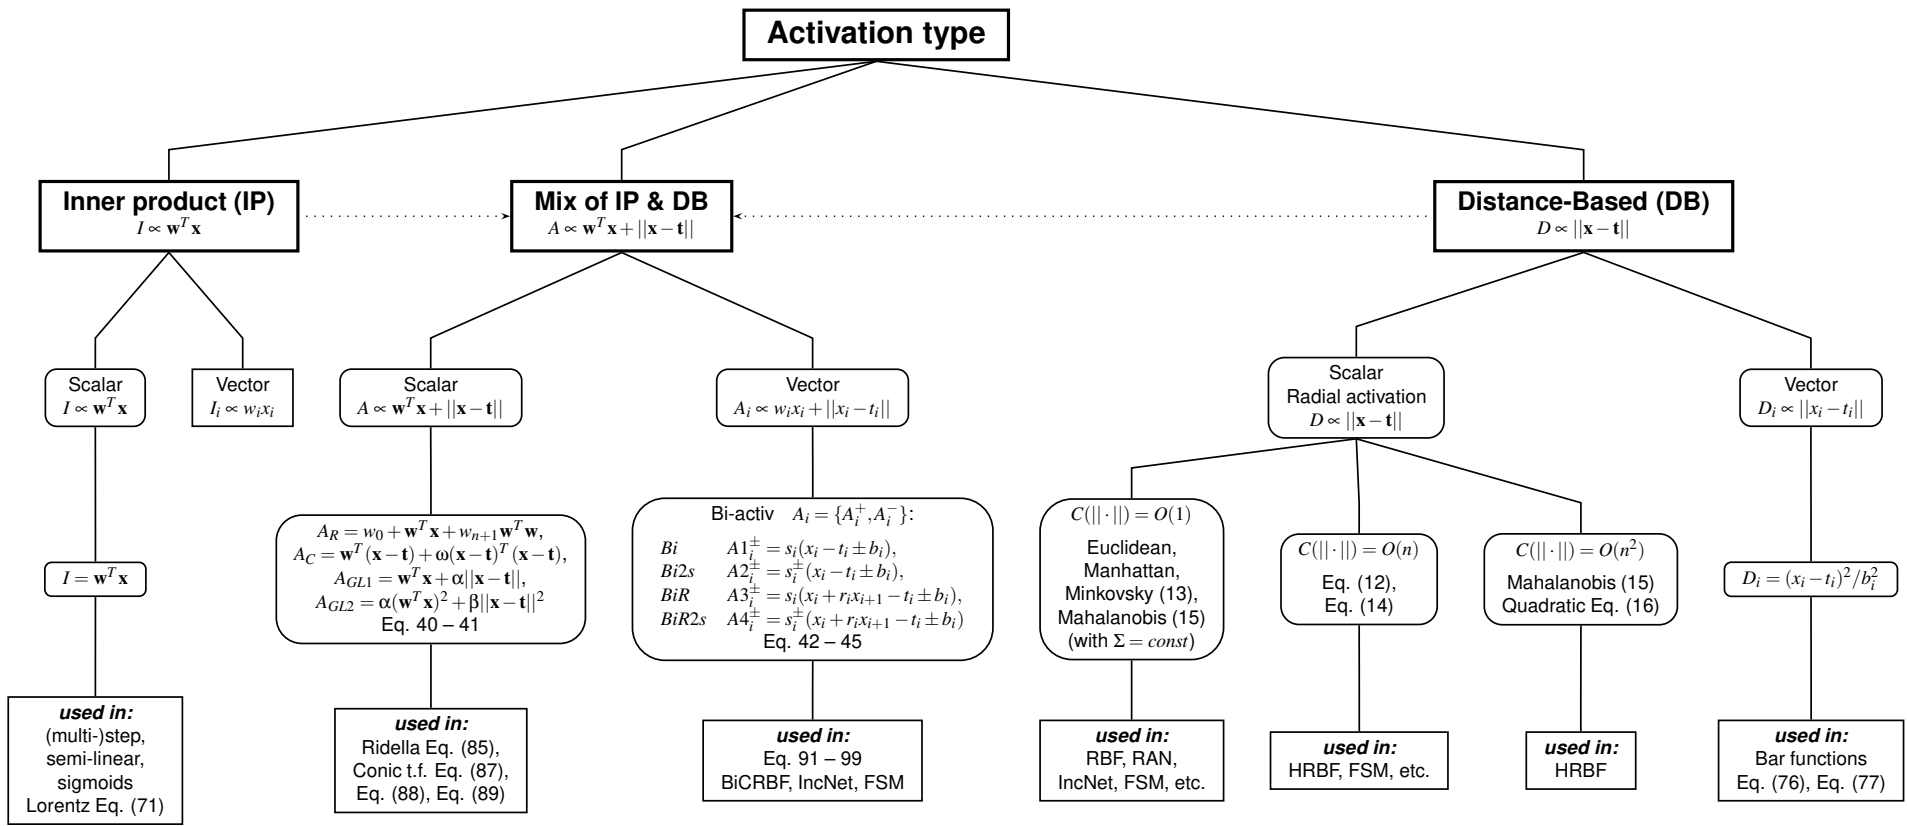 Activation type
Inner product (IP)
I ∝ w^T x
Mix of IP & DB
A ∝ w^T x + ||x − t||
Distance-Based (DB)
D ∝ ||x − t||
Scalar
I ∝ w^T x
Vector
I_i ∝ w_i x_i
Scalar
A ∝ w^T x + ||x − t||
Vector
A_i ∝ w_i x_i + ||x_i − t_i||
Scalar
Radial activation
D ∝ ||x − t||
Vector
D_i ∝ ||x_i − t_i||
I = w^T x
A_R = w_0 + w^T x + w_{n+1} w^T w,
A_C = w^T (x − t) + ω(x − t)^T (x − t),
A_{GL1} = w^T x + α||x − t||,
A_{GL2} = α(w^T x)^2 + β||x − t||^2
Eq. 40 – 41
Bi-activ A_i = {A_i^+, A_i^−}:
Bi A1_i^± = s_i(x_i − t_i ± b_i),
Bi2s A2_i^± = s_i^±(x_i − t_i ± b_i),
BiR A3_i^± = s_i(x_i + r_i x_{i+1} − t_i ± b_i),
BiR2s A4_i^± = s_i^±(x_i + r_i x_{i+1} − t_i ± b_i)
Eq. 42 – 45
C(||·||) = O(1)
Euclidean,
Manhattan,
Minkovsky (13),
Mahalanobis (15)
(with Σ = const)
C(||·||) = O(n)
Eq. (12),
Eq. (14)
C(||·||) = O(n^2)
Mahalanobis (15)
Quadratic Eq. (16)
D_i = (x_i − t_i)^2/b_i^2
used in:
(multi-)step,
semi-linear,
sigmoids
Lorentz Eq. (71)
used in:
Ridella Eq. (85),
Conic t.f. Eq. (87),
Eq. (88), Eq. (89)
used in:
Eq. 91 – 99
BiCRBF, IncNet, FSM
used in:
RBF, RAN,
IncNet, FSM, etc.
used in:
HRBF, FSM, etc.
used in:
HRBF
used in:
Bar functions
Eq. (76), Eq. (77)